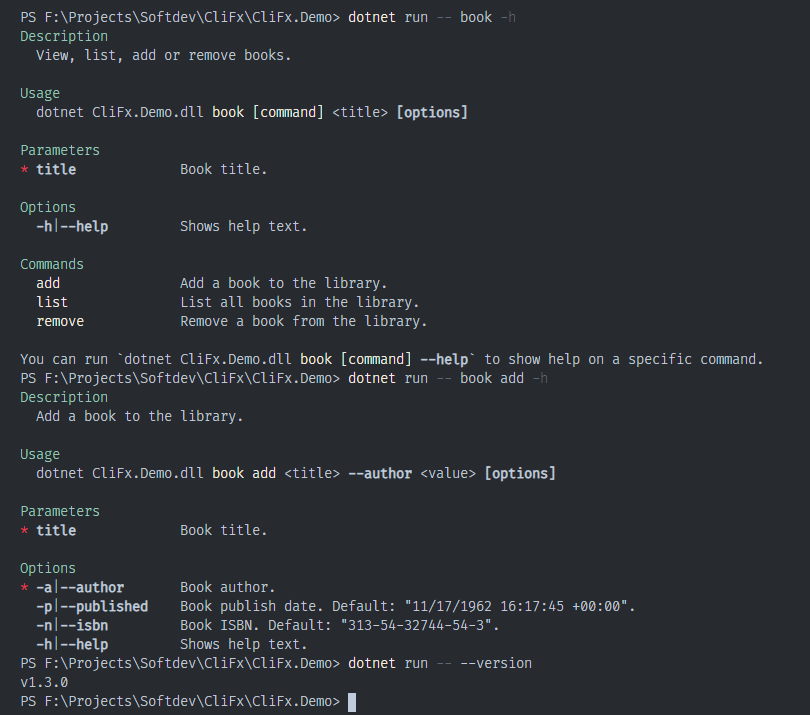 PS F:\Projects\Softdev\CliFx\CliFx.Demo> dotnet run -- book -h
Description
  View, list, add or remove books.

Usage
  dotnet CliFx.Demo.dll book [command] <title> [options]

Parameters
* title             Book title.

Options
  -h|--help         Shows help text.

Commands
  add               Add a book to the library.
  list              List all books in the library.
  remove            Remove a book from the library.

You can run `dotnet CliFx.Demo.dll book [command] --help` to show help on a specific command.
PS F:\Projects\Softdev\CliFx\CliFx.Demo> dotnet run -- book add -h
Description
  Add a book to the library.

Usage
  dotnet CliFx.Demo.dll book add <title> --author <value> [options]

Parameters
* title             Book title.

Options
* -a|--author       Book author.
  -p|--published    Book publish date. Default: "11/17/1962 16:17:45 +00:00".
  -n|--isbn         Book ISBN. Default: "313-54-32744-54-3".
  -h|--help         Shows help text.
PS F:\Projects\Softdev\CliFx\CliFx.Demo> dotnet run -- --version
v1.3.0
PS F:\Projects\Softdev\CliFx\CliFx.Demo>